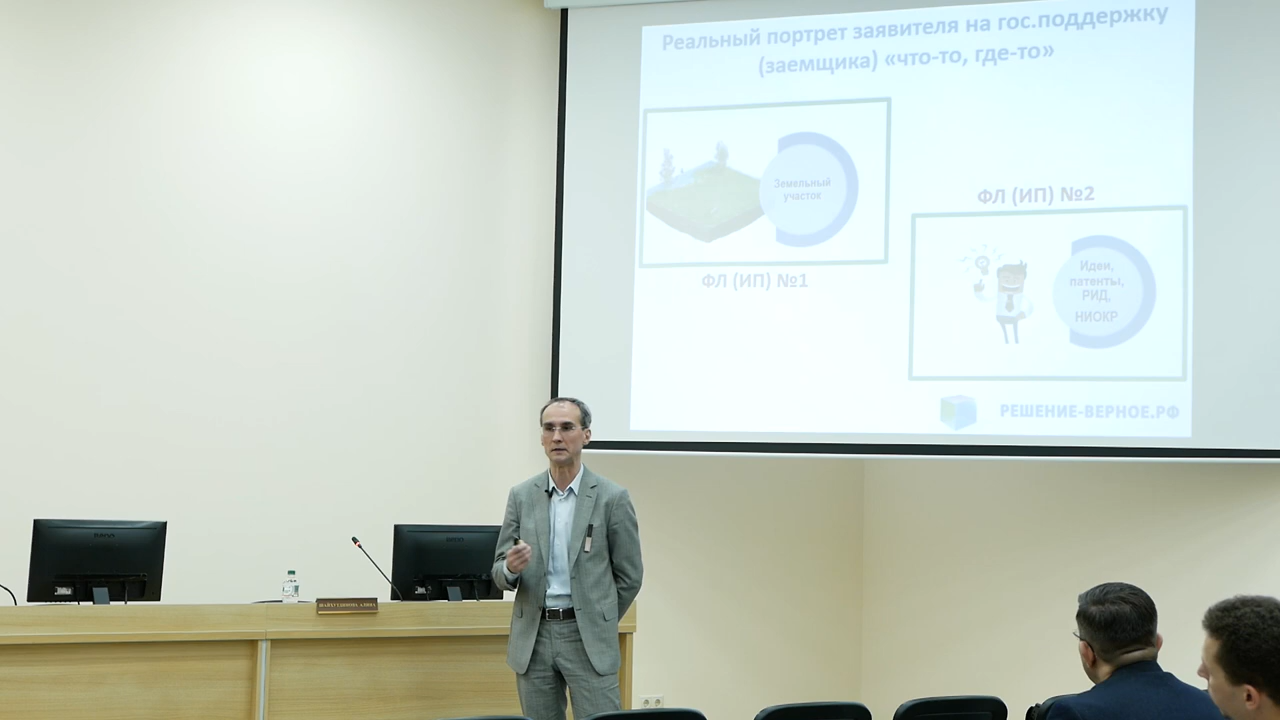 Реальный портрет заявителя на гос.поддержку
(заемщика) «что-то, где-то»
Земельный
участок
ФЛ (ИП) №1
ФЛ (ИП) №2
Идеи,
патенты,
РИД,
НИОКР
РЕШЕНИЕ-ВЕРНОЕ.РФ